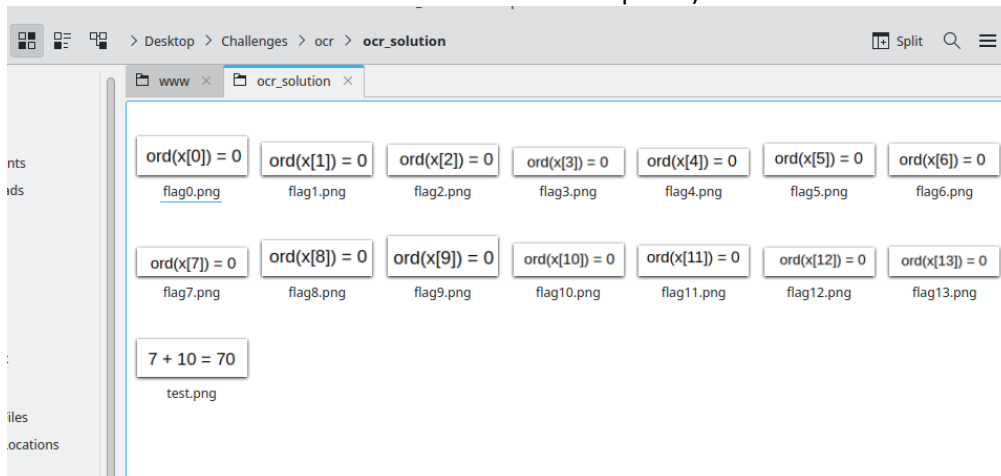 > Desktop > Challenges > ocr > ocr_solution Split
www ocr_solution
nts
ads
ord(x[0]) = 0 ord(x[1]) = 0 ord(x[2]) = 0 ord(x[3]) = 0 ord(x[4]) = 0 ord(x[5]) = 0 ord(x[6]) = 0
flag0.png flag1.png flag2.png flag3.png flag4.png flag5.png flag6.png
ord(x[7]) = 0 ord(x[8]) = 0 ord(x[9]) = 0 ord(x[10]) = 0 ord(x[11]) = 0 ord(x[12]) = 0 ord(x[13]) = 0
flag7.png flag8.png flag9.png flag10.png flag11.png flag12.png flag13.png
7 + 10 = 70
test.png
iles
ocations